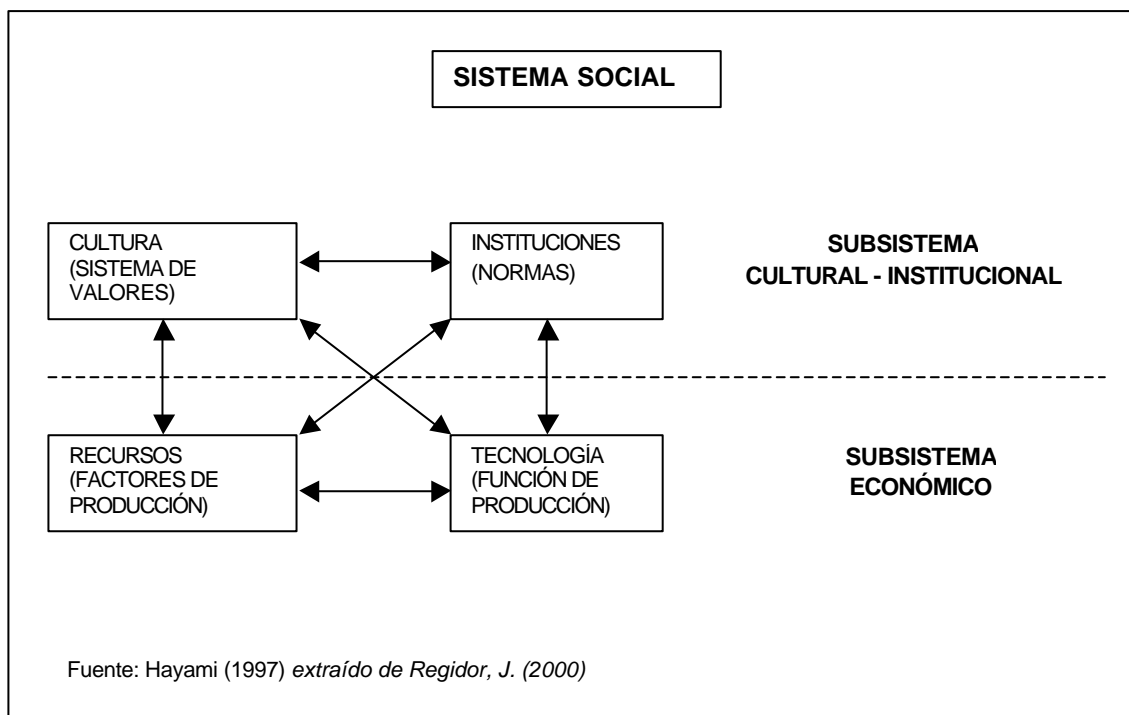 SISTEMA SOCIAL
CULTURA
(SISTEMA DE
VALORES)
INSTITUCIONES
(NORMAS)
SUBSISTEMA
CULTURAL - INSTITUCIONAL
RECURSOS
(FACTORES DE
PRODUCCIÓN)
TECNOLOGÍA
(FUNCIÓN DE
PRODUCCIÓN)
SUBSISTEMA
ECONÓMICO
Fuente: Hayami (1997) extraído de Regidor, J. (2000)